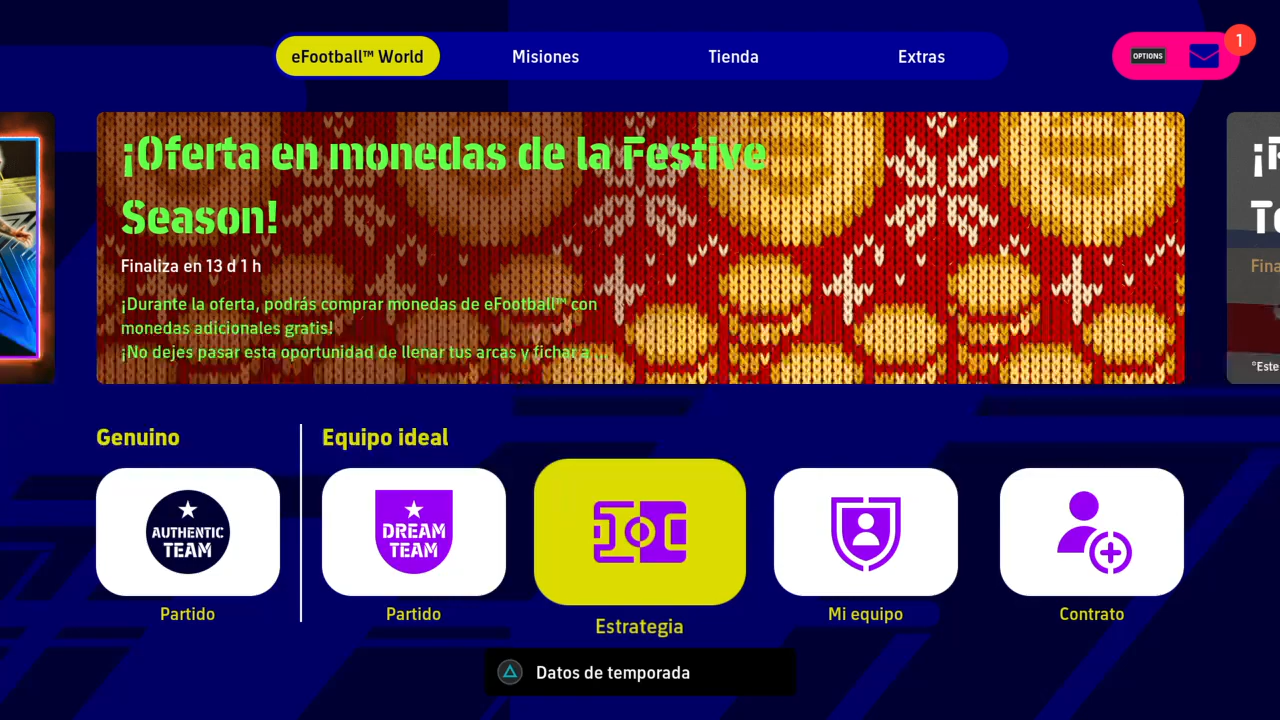 eFootball™ World
Misiones
Tienda
Extras
OPTIONS
1
¡Oferta en monedas de la Festive
Season!
Finaliza en 13 d 1 h
¡Durante la oferta, podrás comprar monedas de eFootball™ con
monedas adicionales gratis!
¡No dejes pasar esta oportunidad de llenar tus arcas y fichar a ...
°Este
Genuino
Equipo ideal
AUTHENTIC
TEAM
DREAM
TEAM
Partido
Partido
Estrategia
Mi equipo
Contrato
Datos de temporada